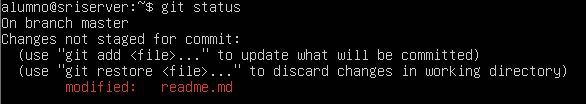 alumno@sriserver:~$ git status
On branch master
Changes not staged for commit:
  (use "git add <file>..." to update what will be committed)
  (use "git restore <file>..." to discard changes in working directory)
        modified:   readme.md